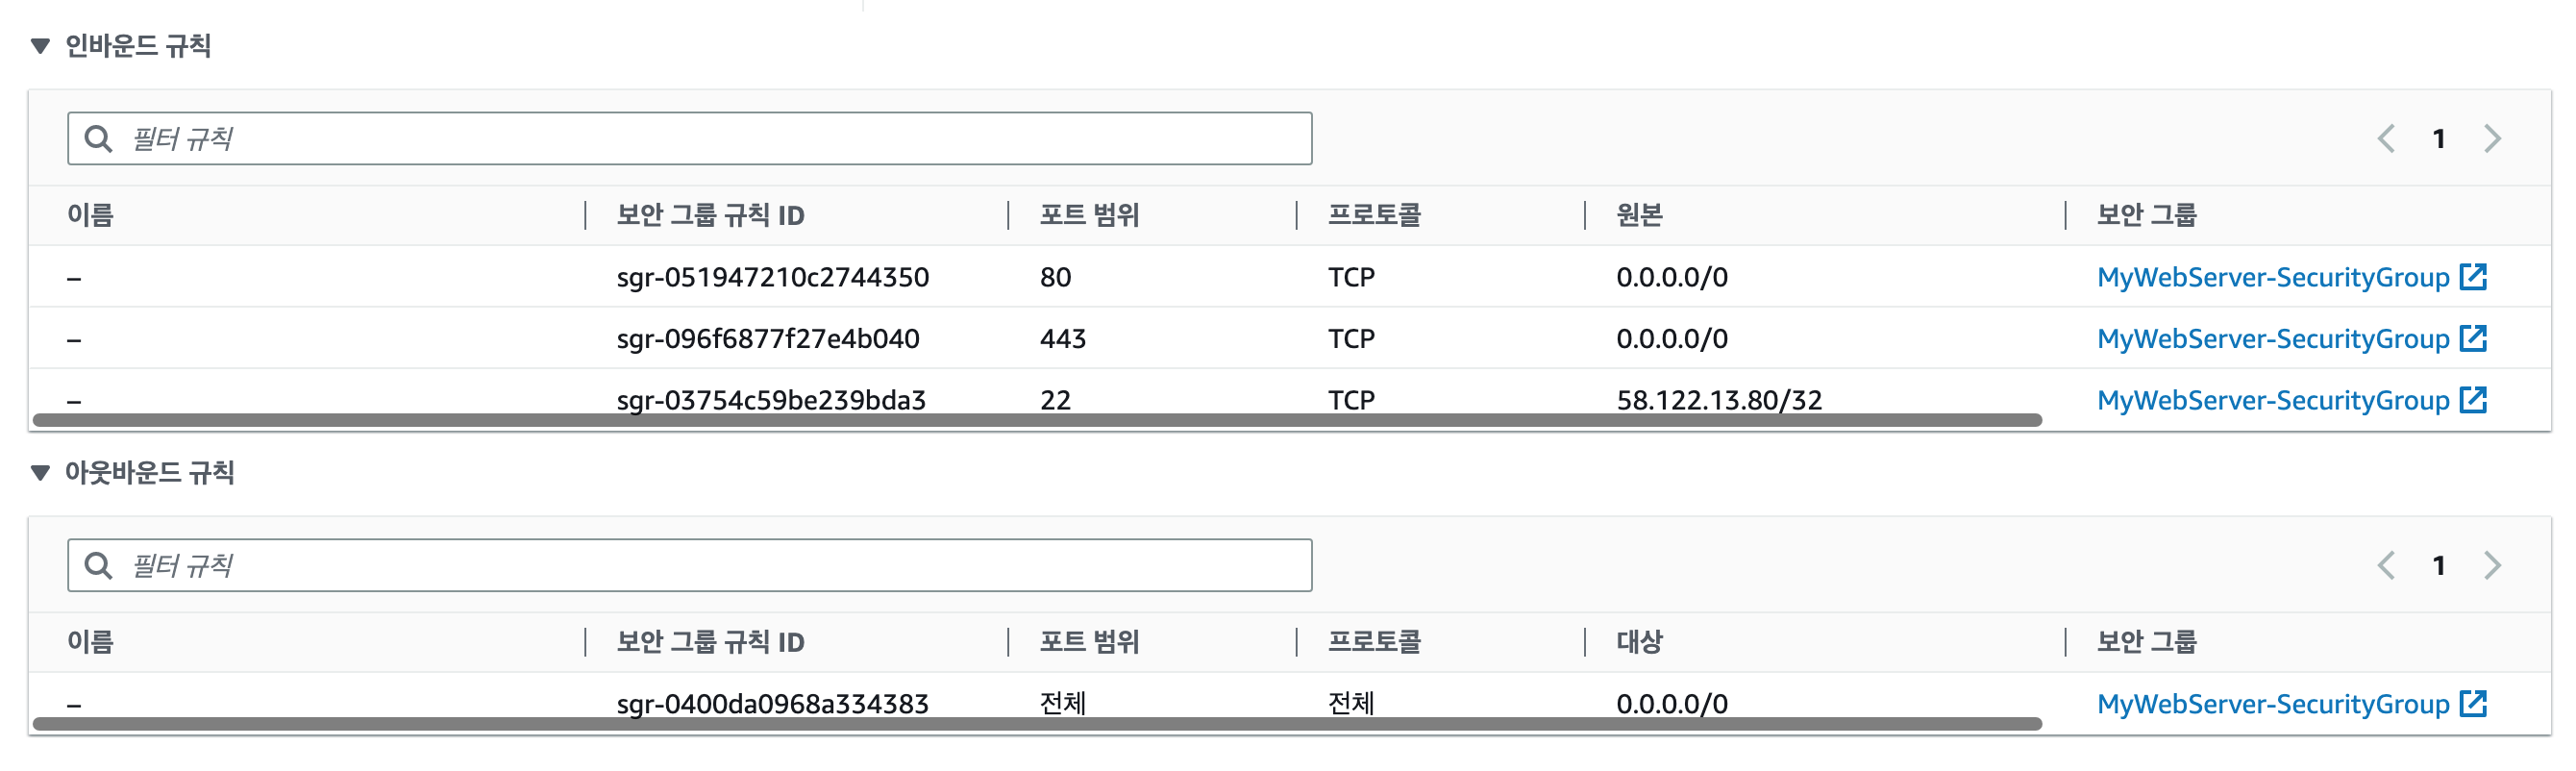 ▼ 인바운드 규칙
필터 규칙
1
이름 보안 그룹 규칙 ID 포트 범위 프로토콜 원본 보안 그룹
– sgr-051947210c2744350 80 TCP 0.0.0.0/0 MyWebServer-SecurityGroup
– sgr-096f6877f27e4b040 443 TCP 0.0.0.0/0 MyWebServer-SecurityGroup
– sgr-03754c59be239bda3 22 TCP 58.122.13.80/32 MyWebServer-SecurityGroup
▼ 아웃바운드 규칙
필터 규칙
1
이름 보안 그룹 규칙 ID 포트 범위 프로토콜 대상 보안 그룹
– sgr-0400da0968a334383 전체 전체 0.0.0.0/0 MyWebServer-SecurityGroup